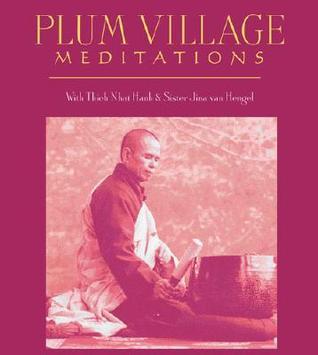 PLUM VILLAGE
MEDITATIONS
With Thich Nhat Hanh & Sister Jina van Hengel